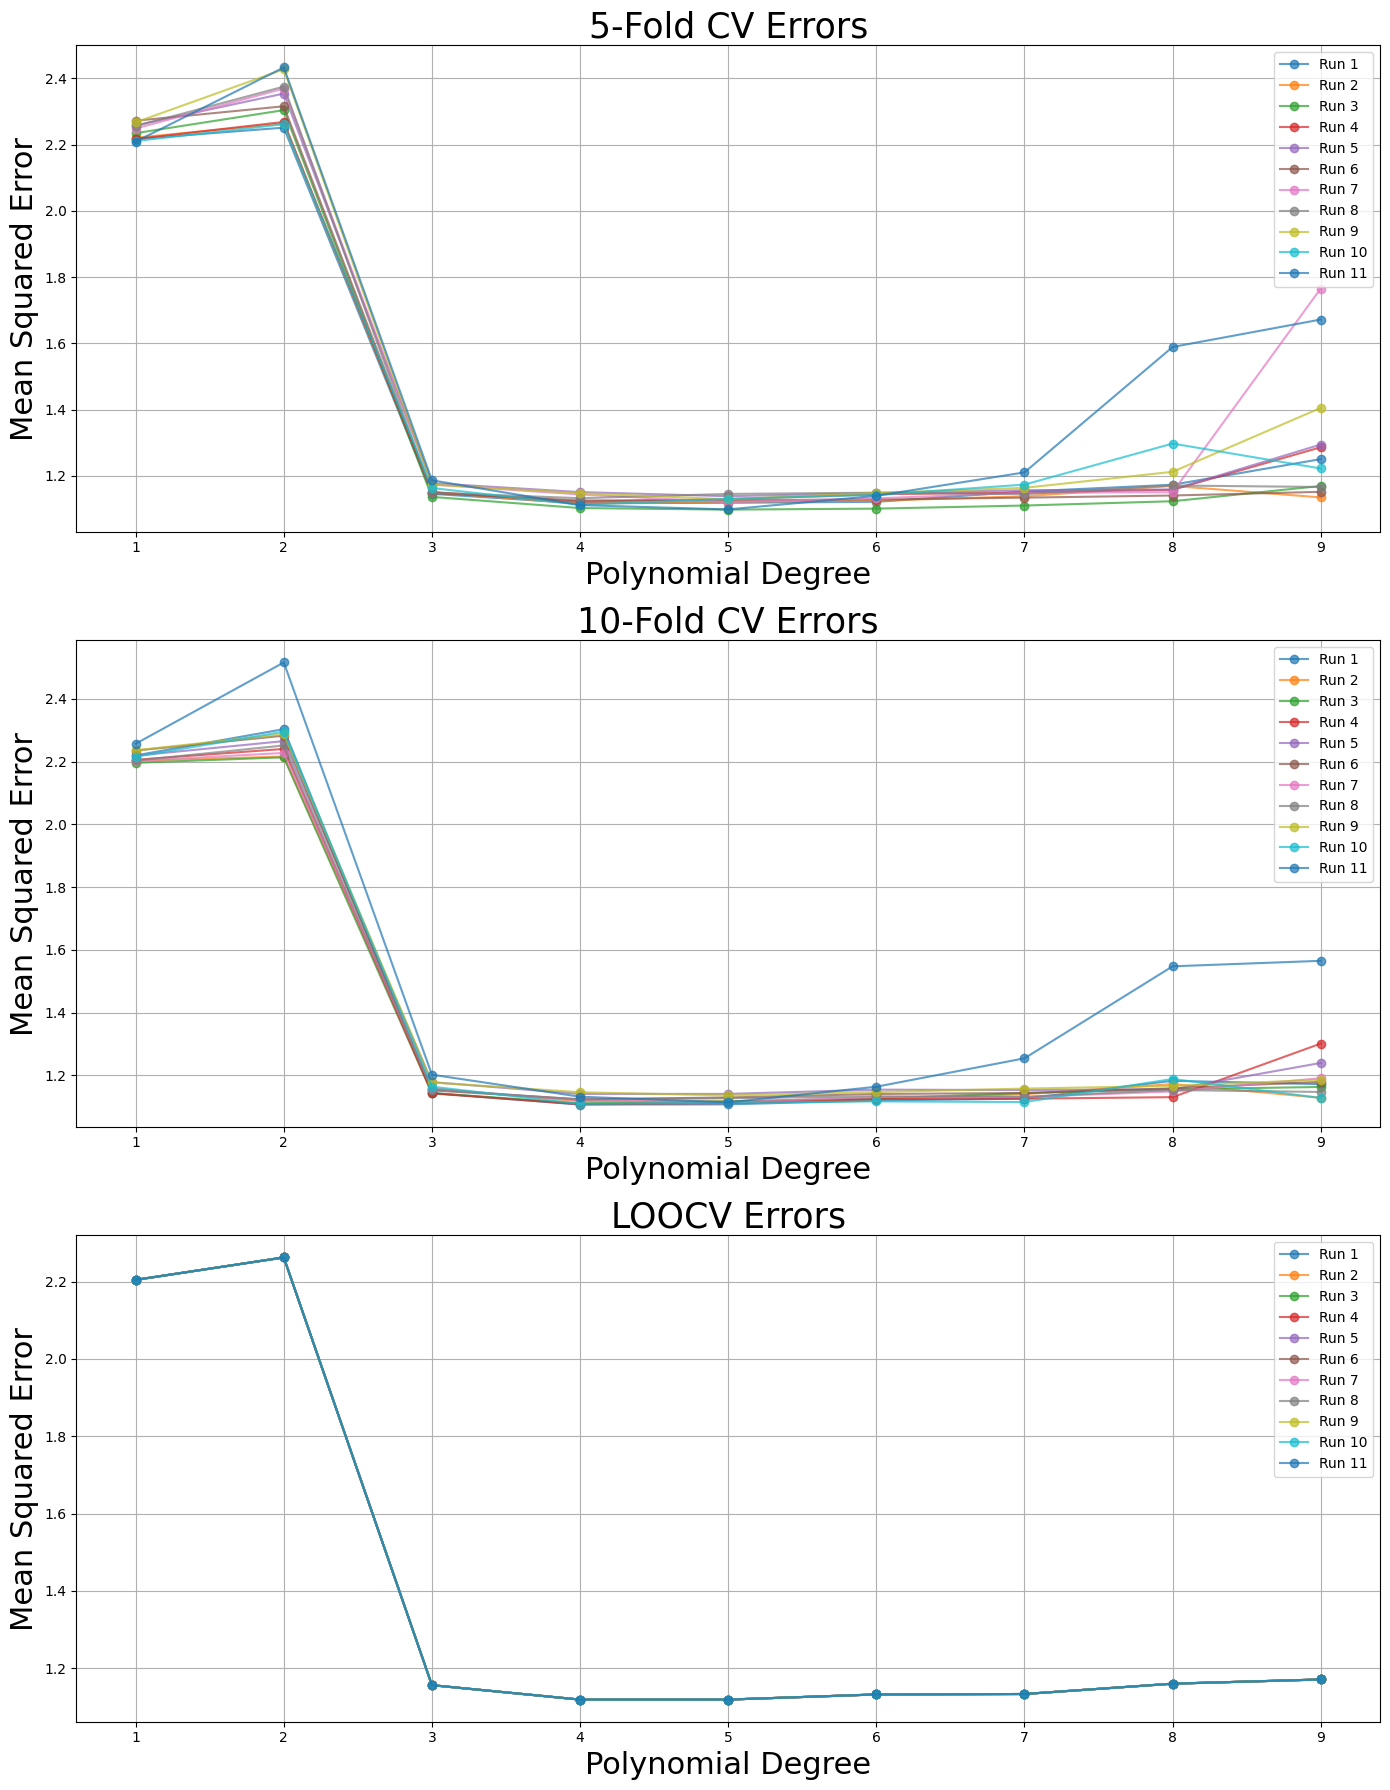 5-Fold CV Errors
Mean Squared Error
2.4
2.2
2.0
1.8
1.6
1.4
1.2
Run 1
Run 2
Run 3
Run 4
Run 5
Run 6
Run 7
Run 8
Run 9
Run 10
Run 11
1 2 3 4 5 6 7 8 9
Polynomial Degree
10-Fold CV Errors
Mean Squared Error
2.4
2.2
2.0
1.8
1.6
1.4
1.2
Run 1
Run 2
Run 3
Run 4
Run 5
Run 6
Run 7
Run 8
Run 9
Run 10
Run 11
1 2 3 4 5 6 7 8 9
Polynomial Degree
LOOCV Errors
Mean Squared Error
2.2
2.0
1.8
1.6
1.4
1.2
Run 1
Run 2
Run 3
Run 4
Run 5
Run 6
Run 7
Run 8
Run 9
Run 10
Run 11
1 2 3 4 5 6 7 8 9
Polynomial Degree